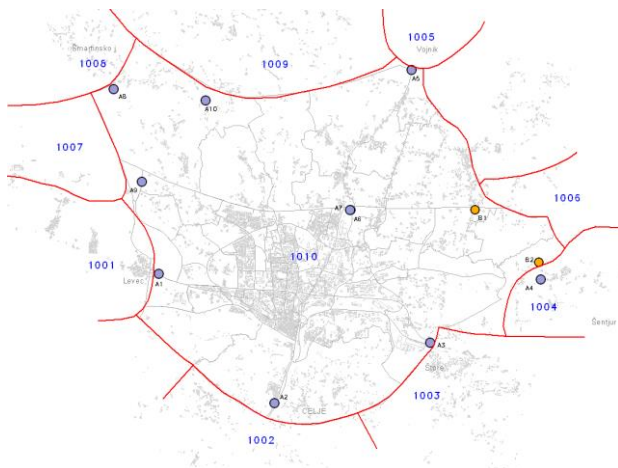 1005
Šmartinsko j.
Vojnik
1008
1009
A5
A8
A10
1007
A9
1006
A7
A6
B1
1001
1010
B2
Levec
A1
A4
1004
Šentjur
A3
Štore
1003
A2
CELJE
1002